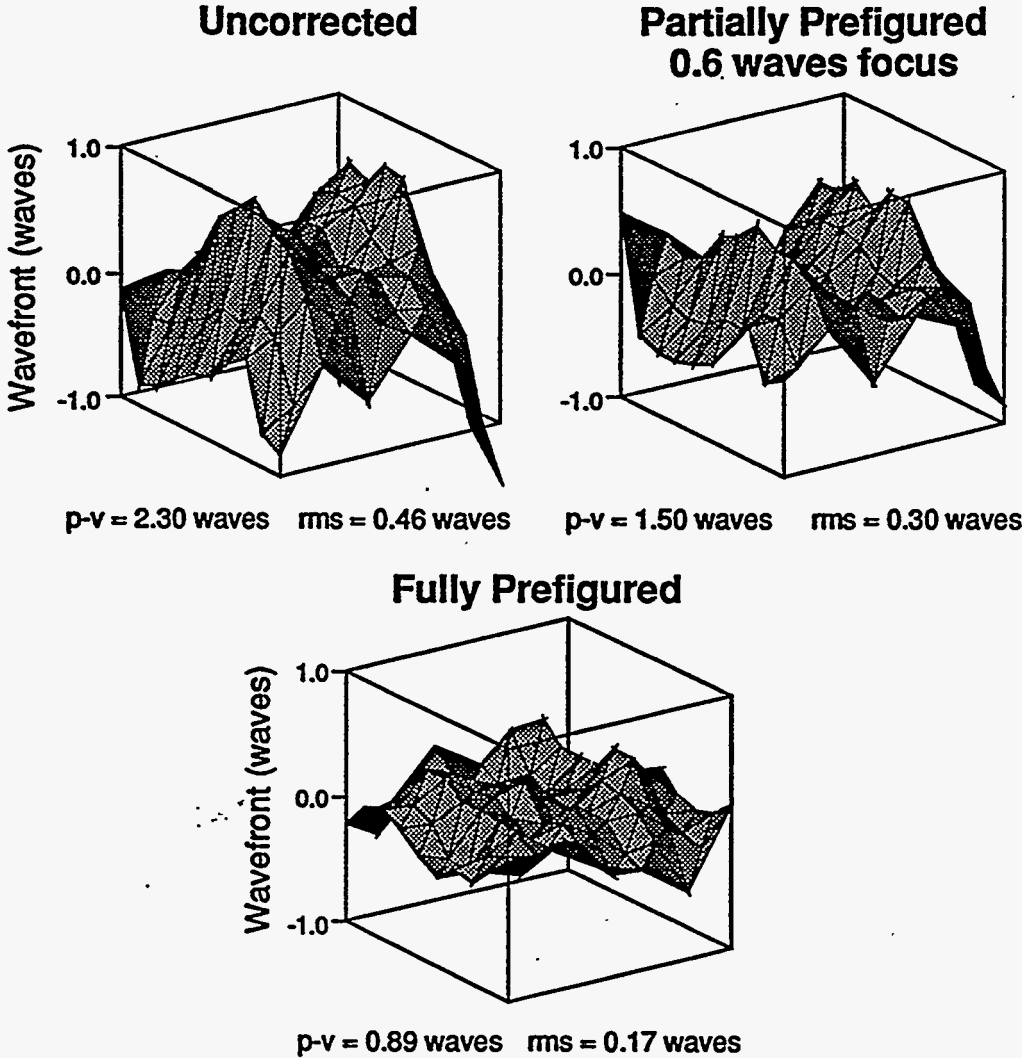 Uncorrected
Partially Prefigured
0.6 waves focus
Wavefront (waves)
1.0
0.0
-1.0
1.0
0.0
-1.0
p-v = 2.30 waves rms = 0.46 waves
p-v = 1.50 waves rms = 0.30 waves
Fully Prefigured
Wavefront (waves)
1.0
0.0
-1.0
p-v = 0.89 waves rms = 0.17 waves